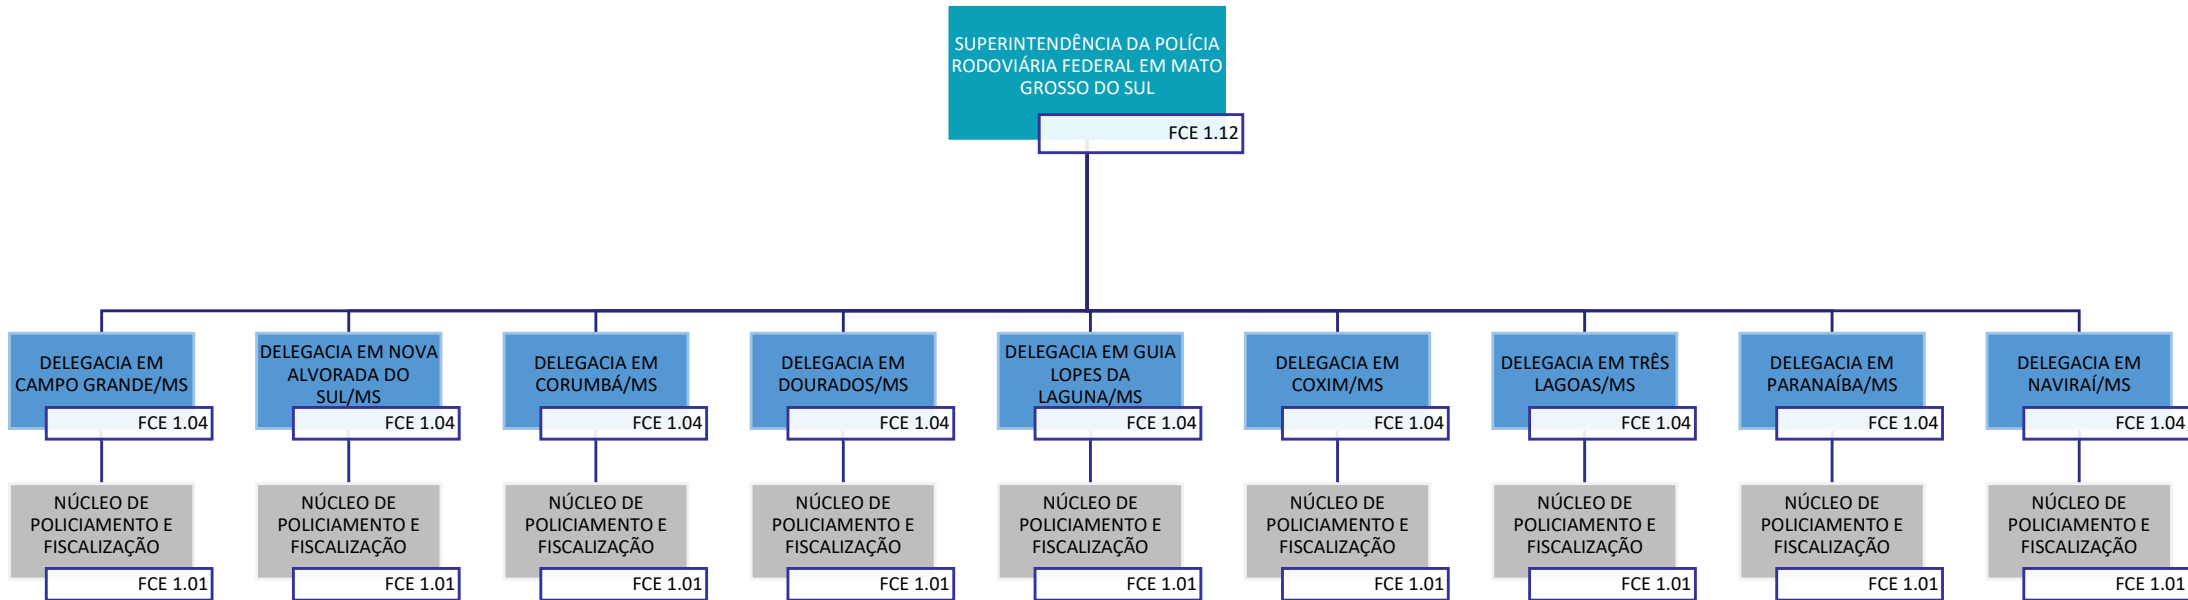 SUPERINTENDÊNCIA DA POLÍCIA
RODOVIÁRIA FEDERAL EM MATO
GROSSO DO SUL
FCE 1.12
DELEGACIA EM
CAMPO GRANDE/MS
FCE 1.04
DELEGACIA EM NOVA
ALVORADA DO
SUL/MS
FCE 1.04
DELEGACIA EM
CORUMBÁ/MS
FCE 1.04
DELEGACIA EM
DOURADOS/MS
FCE 1.04
DELEGACIA EM GUIA
LOPES DA
LAGUNA/MS
FCE 1.04
DELEGACIA EM
COXIM/MS
FCE 1.04
DELEGACIA EM TRÊS
LAGOAS/MS
FCE 1.04
DELEGACIA EM
PARANAÍBA/MS
FCE 1.04
DELEGACIA EM
NAVIRAÍ/MS
FCE 1.04
NÚCLEO DE
POLICIAMENTO E
FISCALIZAÇÃO
FCE 1.01
NÚCLEO DE
POLICIAMENTO E
FISCALIZAÇÃO
FCE 1.01
NÚCLEO DE
POLICIAMENTO E
FISCALIZAÇÃO
FCE 1.01
NÚCLEO DE
POLICIAMENTO E
FISCALIZAÇÃO
FCE 1.01
NÚCLEO DE
POLICIAMENTO E
FISCALIZAÇÃO
FCE 1.01
NÚCLEO DE
POLICIAMENTO E
FISCALIZAÇÃO
FCE 1.01
NÚCLEO DE
POLICIAMENTO E
FISCALIZAÇÃO
FCE 1.01
NÚCLEO DE
POLICIAMENTO E
FISCALIZAÇÃO
FCE 1.01
NÚCLEO DE
POLICIAMENTO E
FISCALIZAÇÃO
FCE 1.01